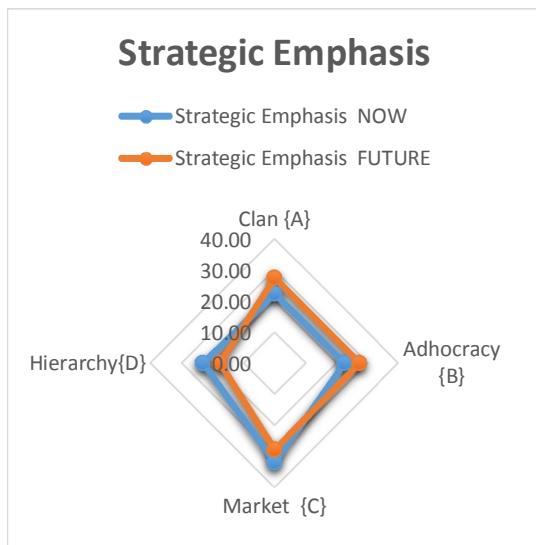 Strategic Emphasis
Strategic Emphasis  NOW
Strategic Emphasis  FUTURE
Clan {A}
40.00
30.00
20.00
10.00
0.00
Hierarchy{D}
Adhocracy
{B}
Market  {C}